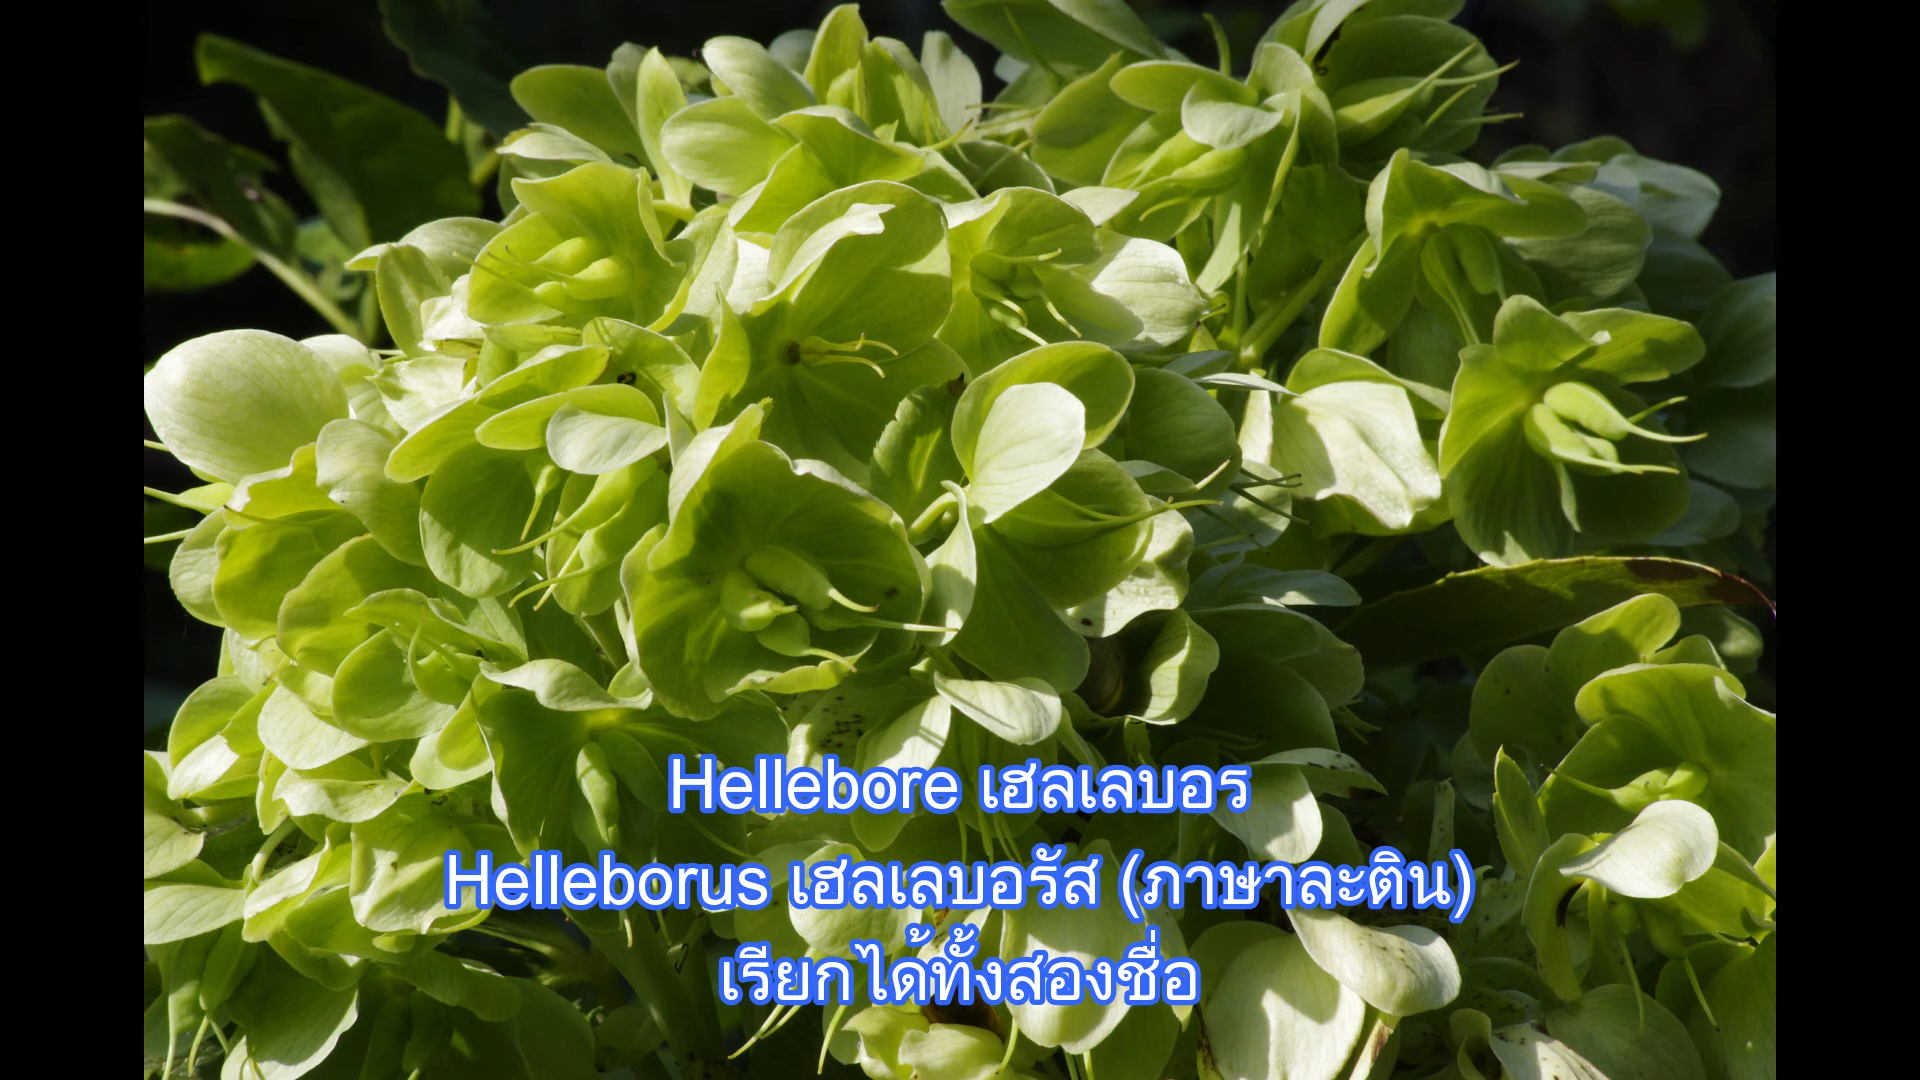 Hellebore เฮลเลบอร
Helleborus เฮลเลบอรัส (ภาษาละติน)
เรียกได้ทั้งสองชื่อ